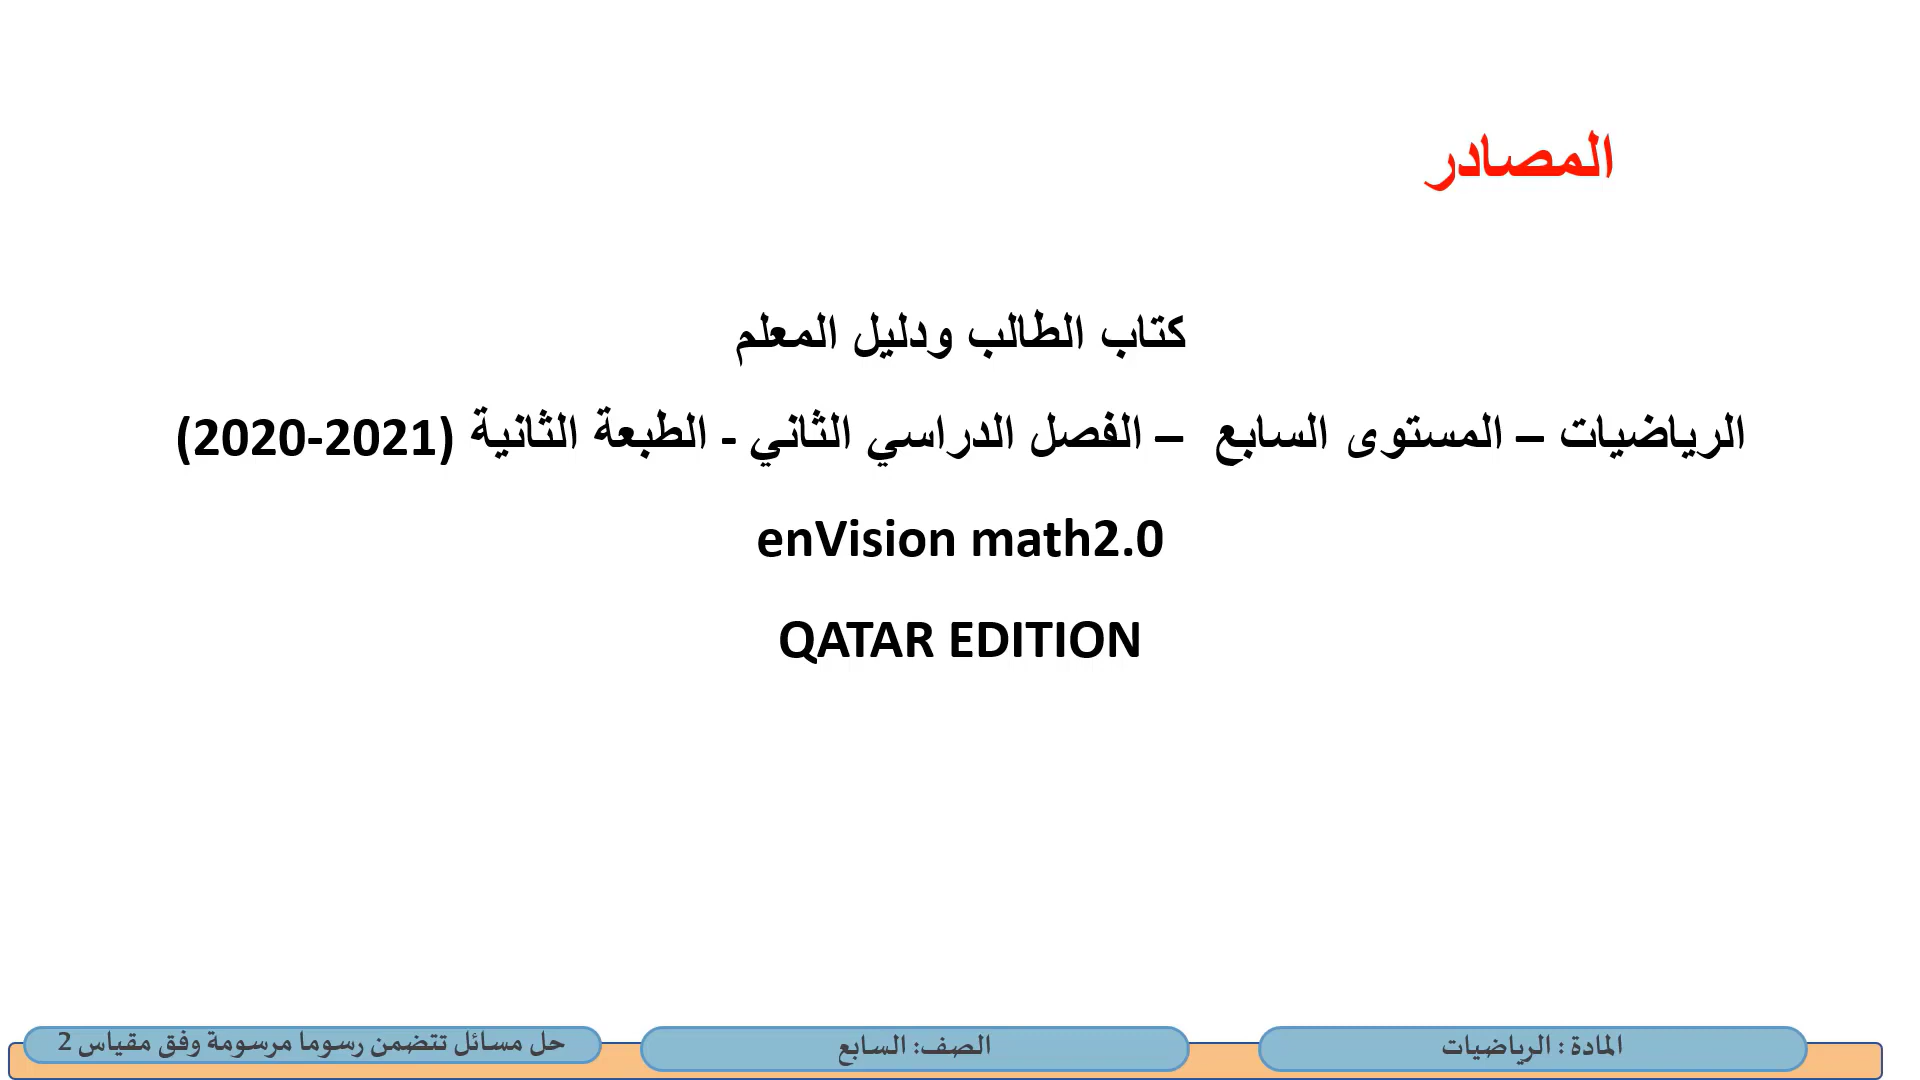 المصادر
كتاب الطالب ودليل المعلم
الرياضيات – المستوى السابع – الفصل الدراسي الثاني - الطبعة الثانية (2021-2020)
enVision math2.0
QATAR EDITION
المادة : الرياضيات
الصف: السابع
حل مسائل تتضمن رسوما مرسومة وفق مقياس 2